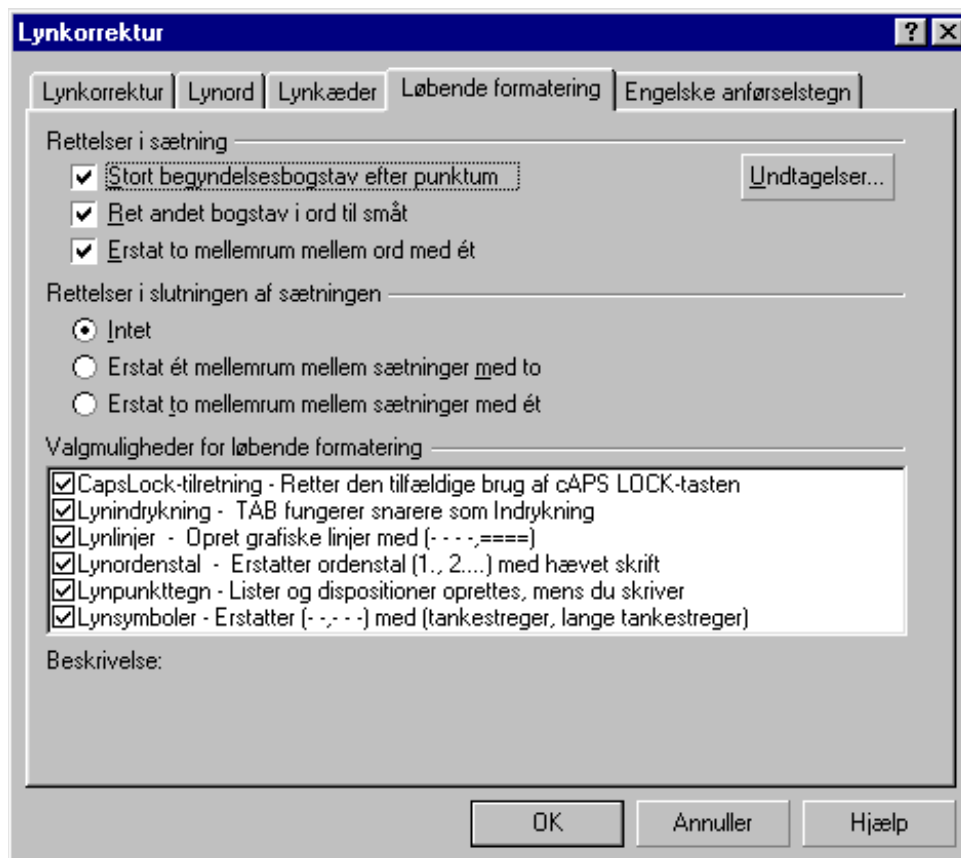 Lynkorrektur
Lynkorrektur Lynord Lynkæder Løbende formatering Engelske anførselstegn
Rettelser i sætning
Stort begyndelsesbogstav efter punktum Undtagelser...
Ret andet bogstav i ord til småt
Erstat to mellemrum mellem ord med ét
Rettelser i slutningen af sætningen
Intet
Erstat ét mellemrum mellem sætninger med to
Erstat to mellemrum mellem sætninger med ét
Valgmuligheder for løbende formatering
CapsLock-tilretning - Retter den tilfældige brug af cAPS LOCK-tasten
Lynindrykning - TAB fungerer snarere som Indrykning
Lynlinjer - Opret grafiske linjer med (- - - -,====)
Lynordenstal - Erstatter ordenstal (1., 2....) med hævet skrift
Lynpunkttegn - Lister og dispositioner oprettes, mens du skriver
Lynsymboler - Erstatter (- -,- - -) med (tankestreger, lange tankestreger)
Beskrivelse:
OK Annuller Hjælp